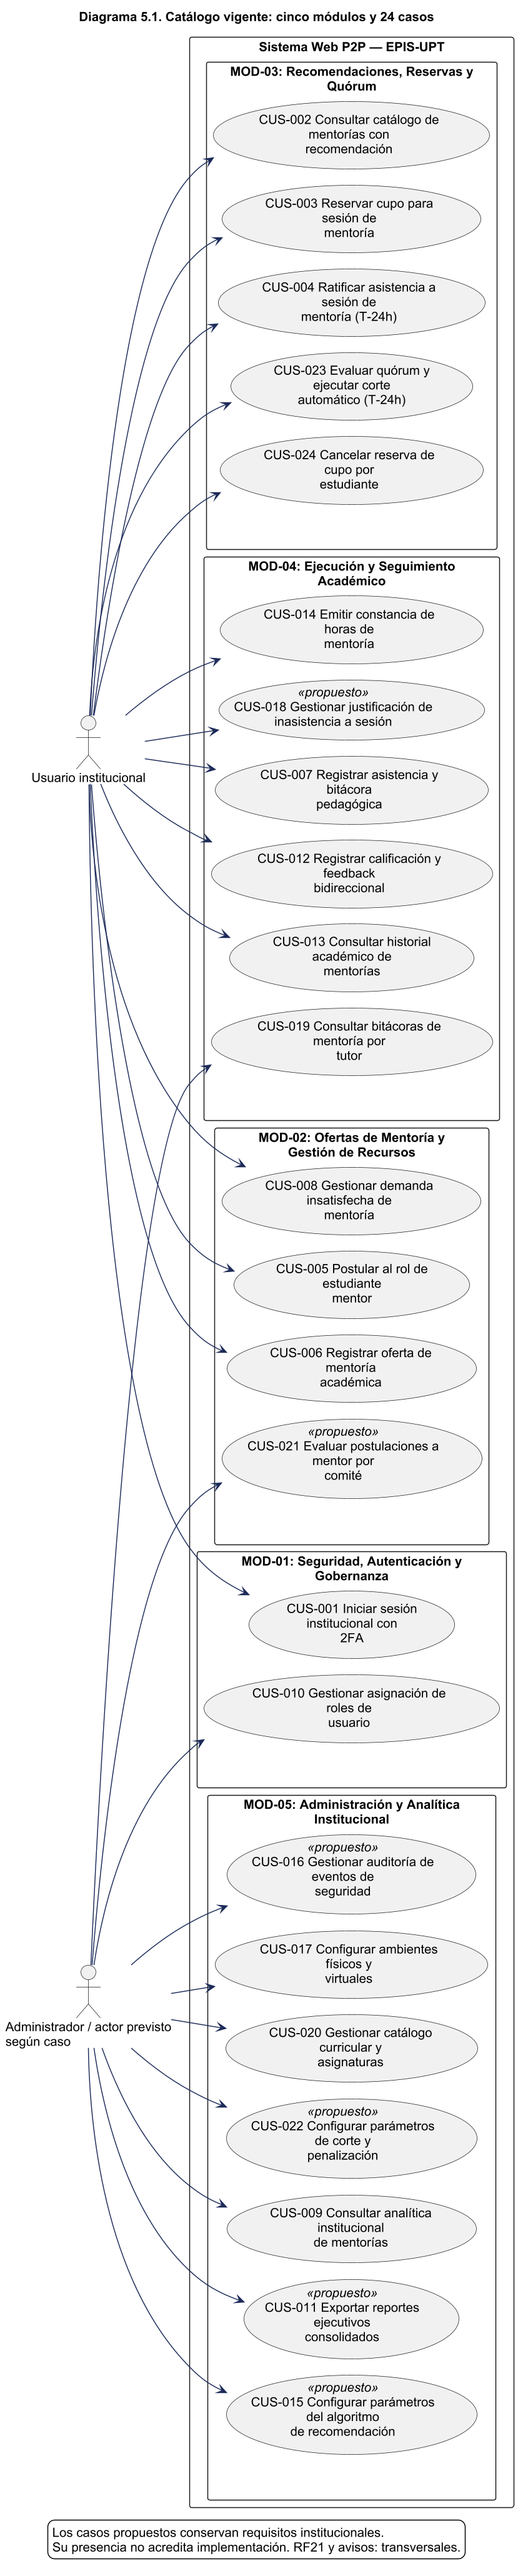 Diagrama 5.1. Catálogo vigente: cinco módulos y 24 casos
Sistema Web P2P — EPIS-UPT
MOD-03: Recomendaciones, Reservas y
Quórum
CUS-002 Consultar catálogo de
mentorías con
recomendación
CUS-003 Reservar cupo para
sesión de
mentoría
CUS-004 Ratificar asistencia a
sesión de
mentoría (T-24h)
CUS-023 Evaluar quórum y
ejecutar corte
automático (T-24h)
CUS-024 Cancelar reserva de
cupo por
estudiante
MOD-04: Ejecución y Seguimiento
Académico
CUS-014 Emitir constancia de
horas de
mentoría
«propuesto»
CUS-018 Gestionar justificación de
inasistencia a sesión
Usuario institucional
CUS-007 Registrar asistencia y
bitácora
pedagógica
CUS-012 Registrar calificación y
feedback
bidireccional
CUS-013 Consultar historial
académico de
mentorías
CUS-019 Consultar bitácoras de
mentoría por
tutor
MOD-02: Ofertas de Mentoría y
Gestión de Recursos
CUS-008 Gestionar demanda
insatisfecha de
mentoría
CUS-005 Postular al rol de
estudiante
mentor
CUS-006 Registrar oferta de
mentoría
académica
«propuesto»
CUS-021 Evaluar postulaciones a
mentor por
comité
MOD-01: Seguridad, Autenticación y
Gobernanza
CUS-001 Iniciar sesión
institucional con
2FA
CUS-010 Gestionar asignación de
roles de
usuario
MOD-05: Administración y Analítica
Institucional
«propuesto»
CUS-016 Gestionar auditoría de
eventos de
seguridad
CUS-017 Configurar ambientes
físicos y
virtuales
Administrador / actor previsto
según caso
CUS-020 Gestionar catálogo
curricular y
asignaturas
«propuesto»
CUS-022 Configurar parámetros
de corte y
penalización
CUS-009 Consultar analítica
institucional
de mentorías
«propuesto»
CUS-011 Exportar reportes
ejecutivos
consolidados
«propuesto»
CUS-015 Configurar parámetros
del algoritmo
de recomendación
Los casos propuestos conservan requisitos institucionales.
Su presencia no acredita implementación. RF21 y avisos: transversales.